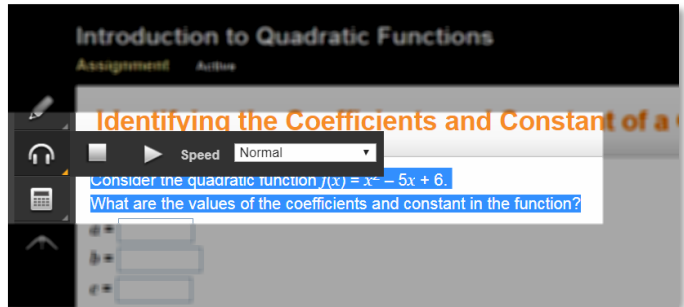 Introduction to Quadratic Functions
Assignment Active
Identifying the Coefficients and Constant of a
Speed Normal
Consider the quadratic function f(x) = x² – 5x + 6.
What are the values of the coefficients and constant in the function?
a =
b =
c =